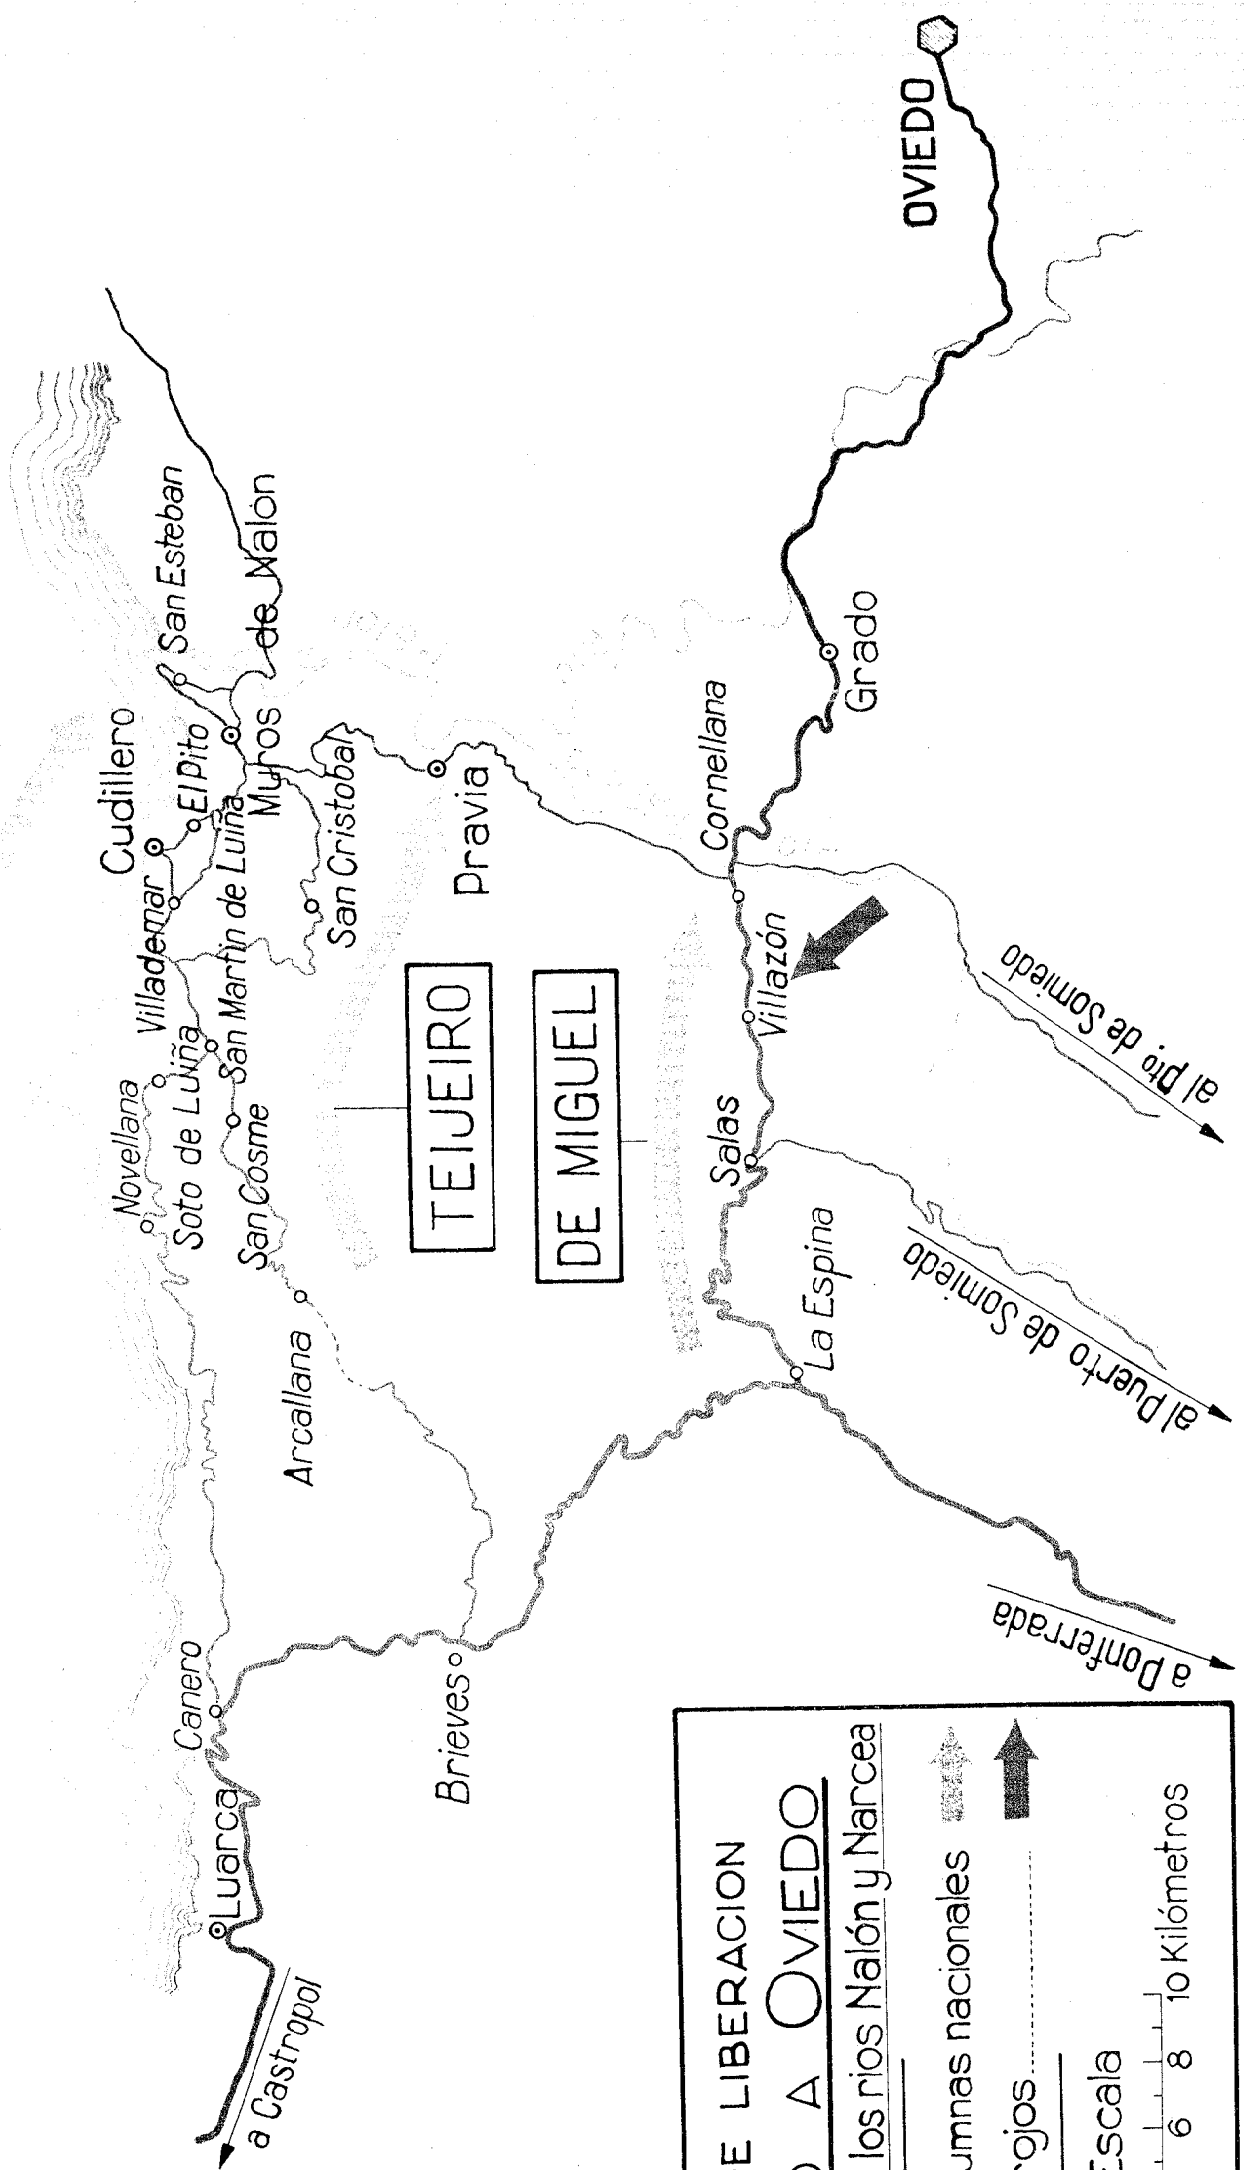 OVIEDO
San Esteban
de Nalón
Cudillero
El Pito
Muros
San Cristobal
Pravia
Cornellana
Grado
Villademar
San Martin de Luiña
Villazón
Novellana
Soto de Luiña
San Cosme
TEIJEIRO
DE MIGUEL
Salas
al Pto. de Somiedo
Arcallana
La Espina
al Puerto de Somiedo
Canero
Brieves
a Ponferrada
Luarca
a Castropol
DE LIBERACION
A OVIEDO
los rios Nalón y Narcea
umnas nacionales
rojos
Escala
6 8 10 Kilómetros